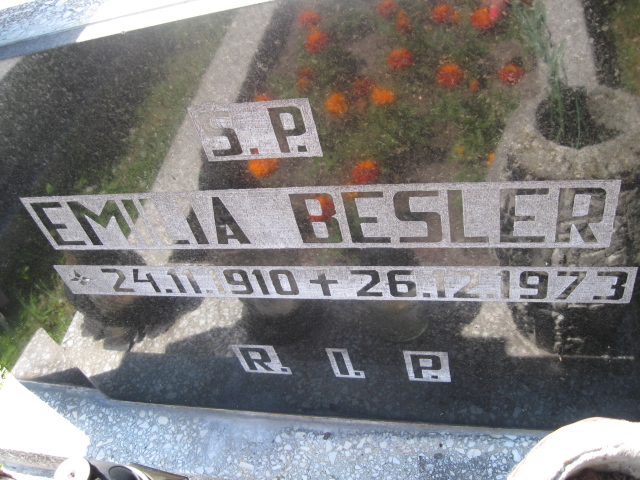 S.P.
EMILIA BESLER
* 24.11.1910 + 26.12.1973
R. I. P.